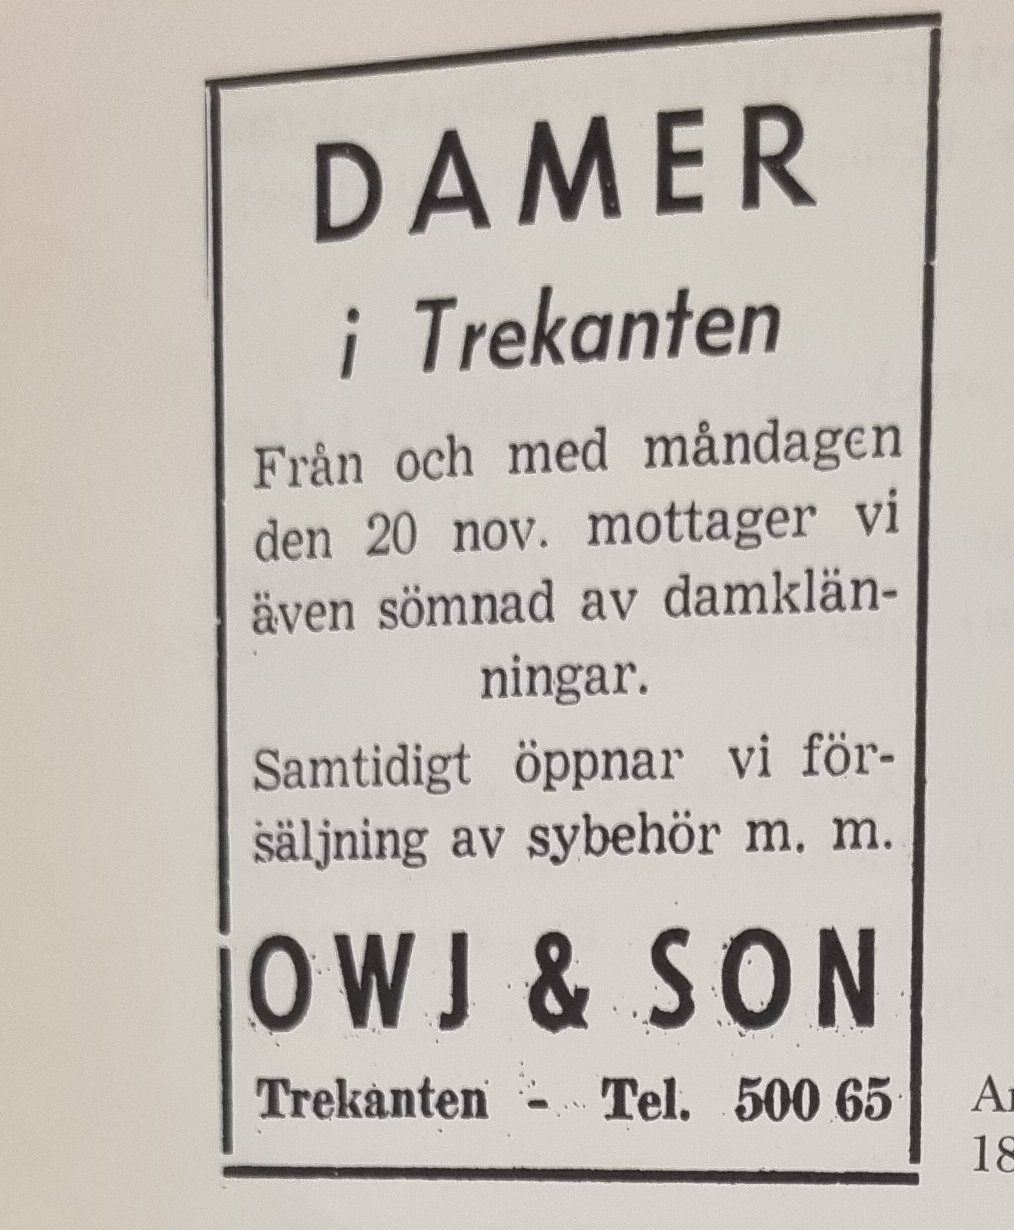 DAMER
i Trekanten
Från och med måndagen
den 20 nov. mottager vi
även sömnad av damklän-
ningar.
Samtidigt öppnar vi för-
säljning av sybehör m. m.
OWJ & SON
Trekanten - Tel. 500 65
18